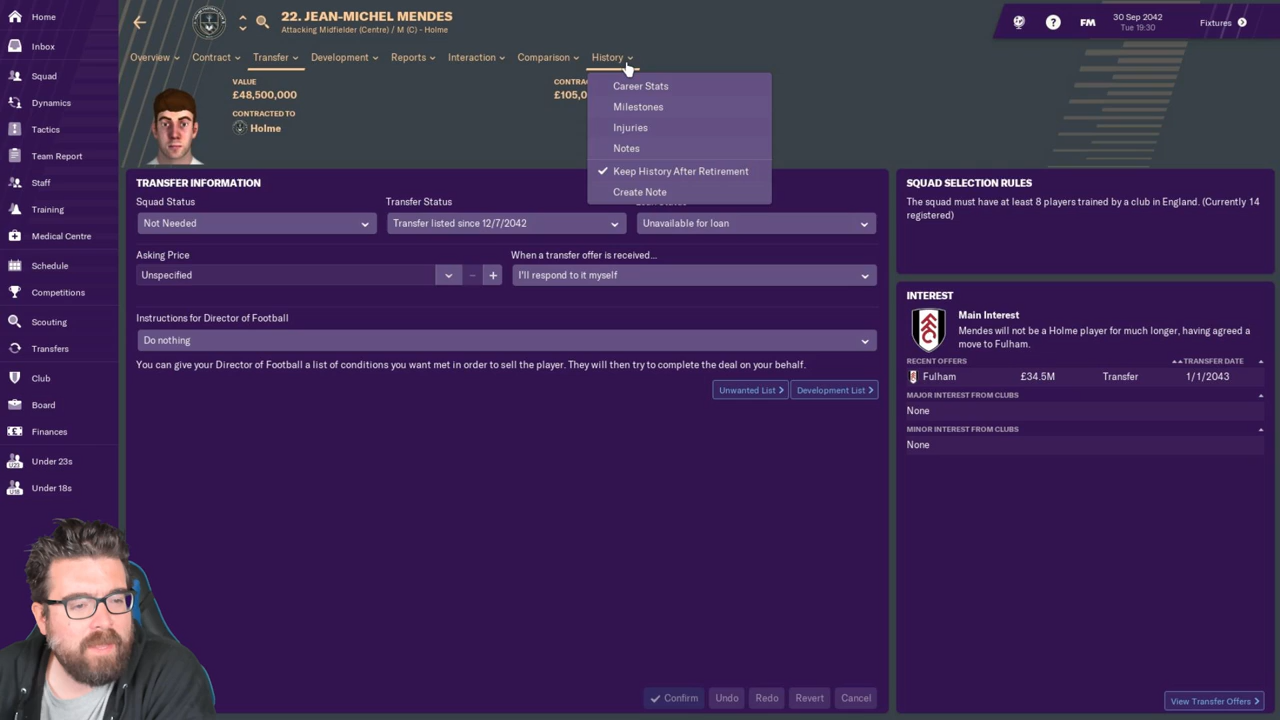 Home
Inbox
Squad
Dynamics
Tactics
Team Report
Staff
Training
Medical Centre
Schedule
Competitions
Scouting
Transfers
Club
Board
Finances
U23 Under 23s
U18 Under 18s
22. JEAN-MICHEL MENDES
Attacking Midfielder (Centre) / M (C) - Holme
FM
30 Sep 2042
Tue 19:30
Fixtures
Overview
Contract
Transfer
Development
Reports
Interaction
Comparison
History
VALUE
£48,500,000
CONTRACTED TO
Holme
£105,0
Career Stats
Milestones
Injuries
Notes
Keep History After Retirement
Create Note
TRANSFER INFORMATION
Squad Status
Transfer Status
Not Needed
Transfer listed since 12/7/2042
Unavailable for loan
Asking Price
When a transfer offer is received...
Unspecified
I'll respond to it myself
Instructions for Director of Football
Do nothing
You can give your Director of Football a list of conditions you want met in order to sell the player. They will then try to complete the deal on your behalf.
Unwanted List
Development List
Confirm
Undo
Redo
Revert
Cancel
SQUAD SELECTION RULES
The squad must have at least 8 players trained by a club in England. (Currently 14
registered)
INTEREST
Main Interest
Mendes will not be a Holme player for much longer, having agreed a
move to Fulham.
RECENT OFFERS
TRANSFER DATE
Fulham £34.5M Transfer 1/1/2043
MAJOR INTEREST FROM CLUBS
None
MINOR INTEREST FROM CLUBS
None
View Transfer Offers